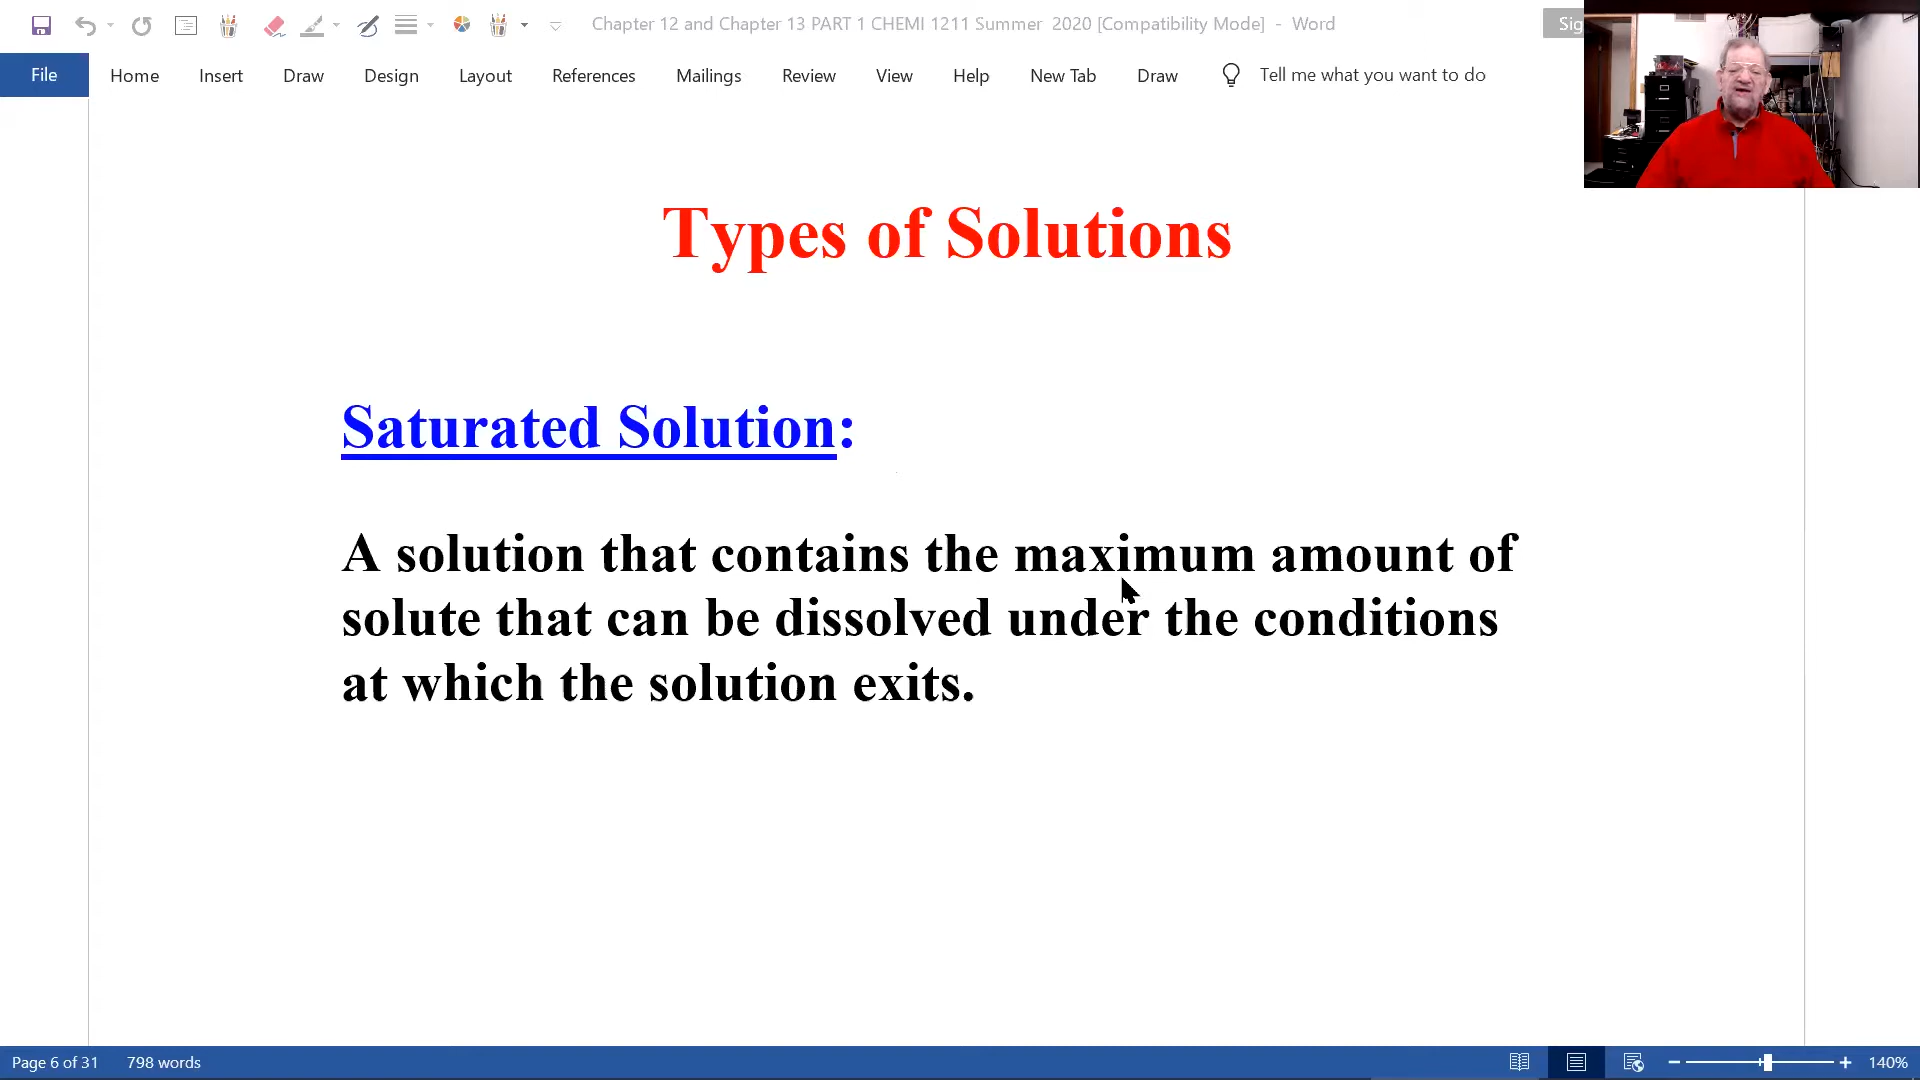 Chapter 12 and Chapter 13 PART 1 CHEMI 1211 Summer 2020 [Compatibility Mode] - Word
Sig
File Home Insert Draw Design Layout References Mailings Review View Help New Tab Draw Tell me what you want to do
Types of Solutions
Saturated Solution:
A solution that contains the maximum amount of
solute that can be dissolved under the conditions
at which the solution exits.
Page 6 of 31 798 words 140%